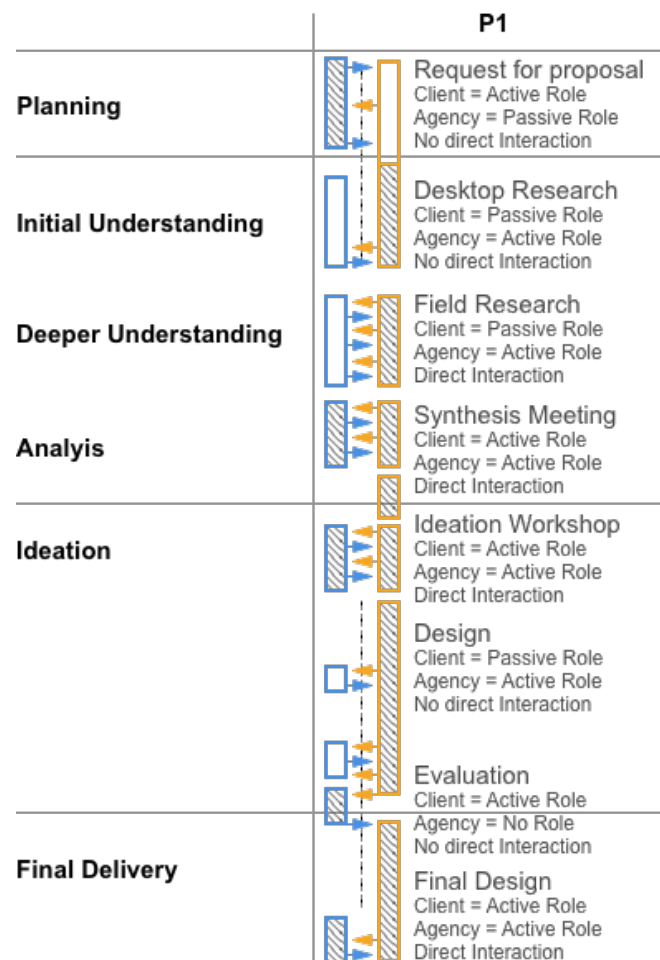 P1
Planning
Request for proposal
Client = Active Role
Agency = Passive Role
No direct Interaction
Initial Understanding
Desktop Research
Client = Passive Role
Agency = Active Role
No direct Interaction
Deeper Understanding
Field Research
Client = Passive Role
Agency = Active Role
Direct Interaction
Analyis
Synthesis Meeting
Client = Active Role
Agency = Active Role
Direct Interaction
Ideation
Ideation Workshop
Client = Active Role
Agency = Active Role
Direct Interaction
Design
Client = Passive Role
Agency = Active Role
No direct Interaction
Evaluation
Client = Active Role
Agency = No Role
No direct Interaction
Final Delivery
Final Design
Client = Active Role
Agency = Active Role
Direct Interaction